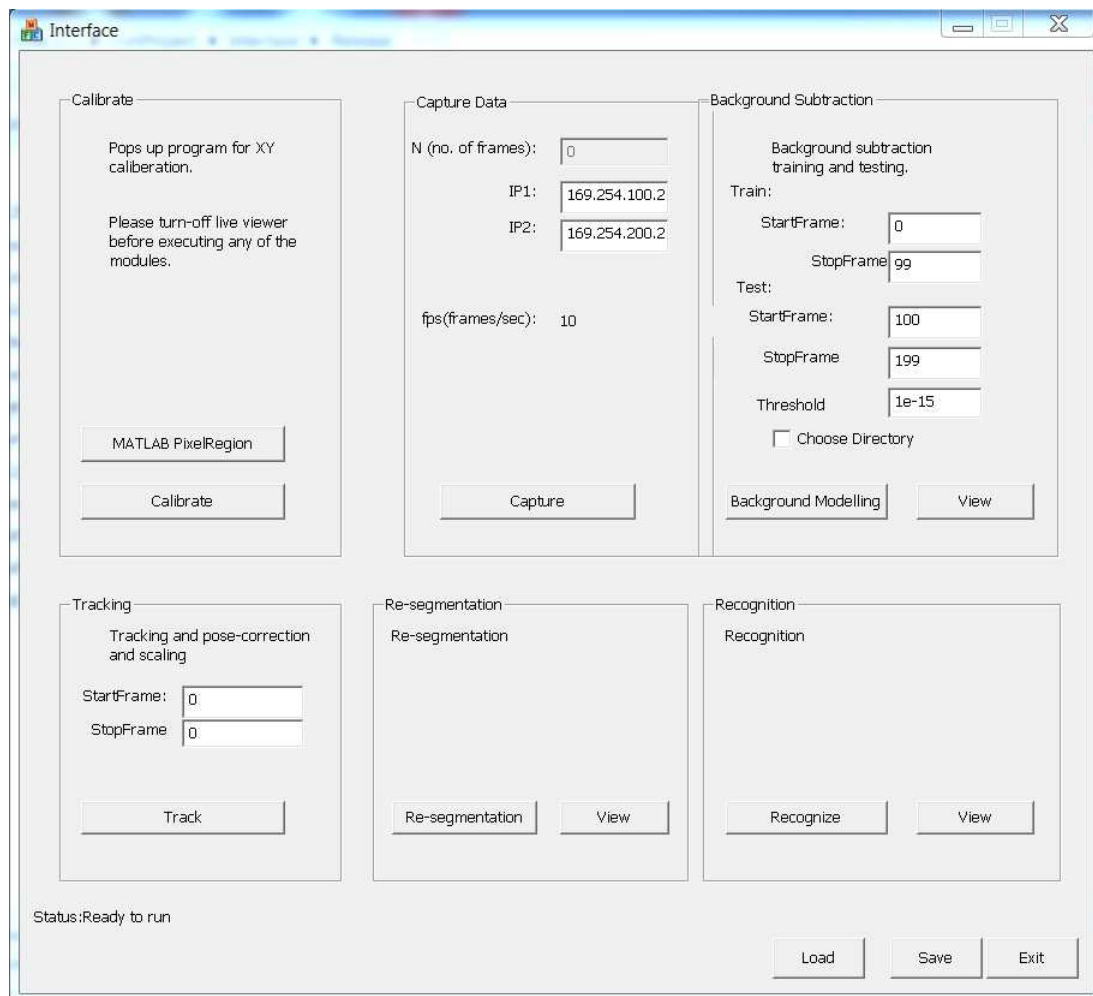 Interface
Calibrate
Pops up program for XY
caliberation.
Please turn-off live viewer
before executing any of the
modules.
MATLAB PixelRegion
Calibrate
Capture Data
N (no. of frames): 0
IP1: 169.254.100.2
IP2: 169.254.200.2
fps(frames/sec): 10
Capture
Background Subtraction
Background subtraction
training and testing.
Train:
StartFrame: 0
StopFrame 99
Test:
StartFrame: 100
StopFrame 199
Threshold 1e-15
Choose Directory
Background Modelling View
Tracking
Tracking and pose-correction
and scaling
StartFrame: 0
StopFrame 0
Track
Re-segmentation
Re-segmentation
Re-segmentation View
Recognition
Recognition
Recognize View
Status:Ready to run
Load Save Exit